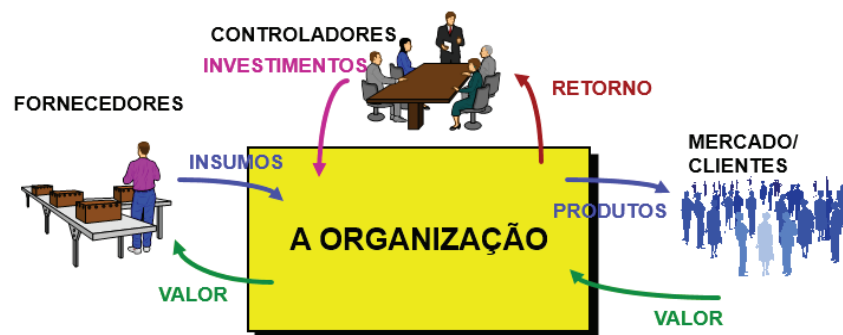 CONTROLADORES
INVESTIMENTOS
RETORNO
FORNECEDORES
MERCADO/
CLIENTES
INSUMOS
PRODUTOS
A ORGANIZAÇÃO
VALOR
VALOR